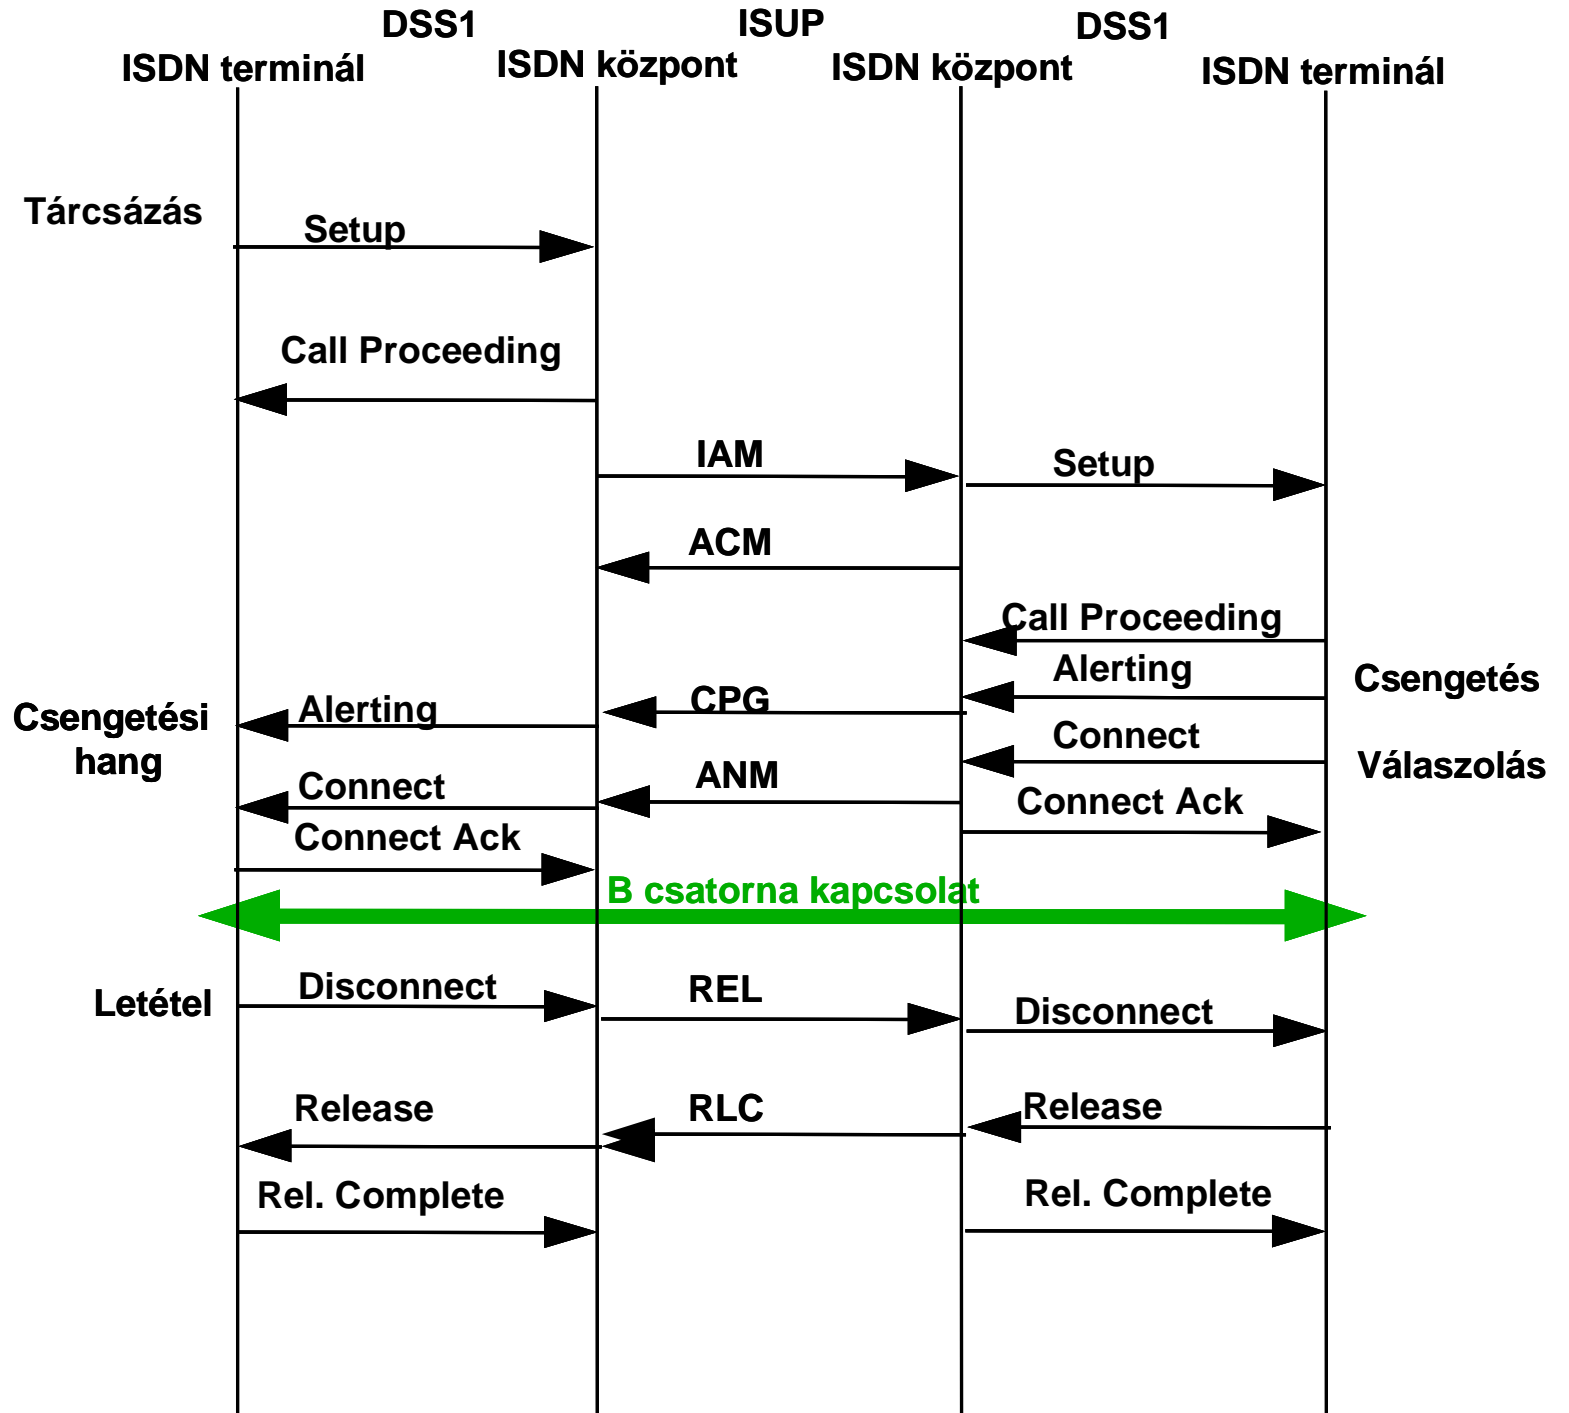 DSS1
ISUP
DSS1
ISDN terminál
ISDN központ
ISDN központ
ISDN terminál
Tárcsázás
Setup
Call Proceeding
IAM
Setup
ACM
Call Proceeding
Alerting
Csengetés
CPG
Alerting
Csengetési
hang
Connect
Válaszolás
ANM
Connect
Connect Ack
Connect Ack
B csatorna kapcsolat
Letétel
Disconnect
REL
Disconnect
Release
RLC
Release
Rel. Complete
Rel. Complete